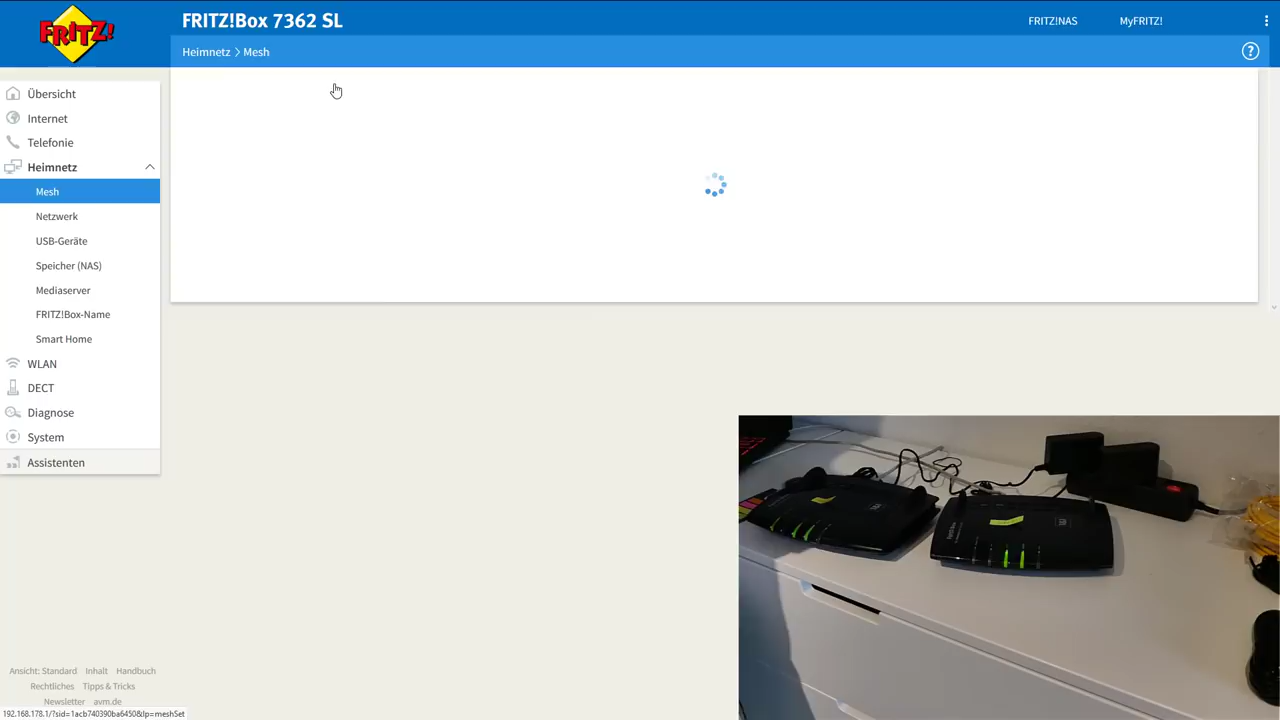 FRITZ!
FRITZ!Box 7362 SL
FRITZ!NAS
MyFRITZ!
Heimnetz > Mesh
?
Übersicht
Internet
Telefonie
Heimnetz
Mesh
Netzwerk
USB-Geräte
Speicher (NAS)
Mediaserver
FRITZ!Box-Name
Smart Home
WLAN
DECT
Diagnose
System
Assistenten
Ansicht: Standard Inhalt Handbuch
Rechtliches Tipps & Tricks
Newsletter avm.de
192.168.178.1/?sid=1acb740390ba6450&lp=meshSet